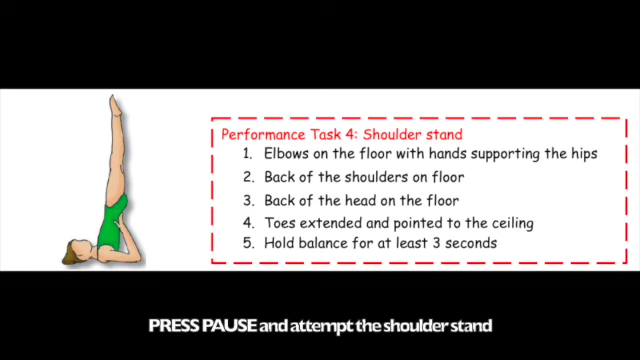 Performance Task 4: Shoulder stand
1. Elbows on the floor with hands supporting the hips
2. Back of the shoulders on floor
3. Back of the head on the floor
4. Toes extended and pointed to the ceiling
5. Hold balance for at least 3 seconds
PRESS PAUSE and attempt the shoulder stand